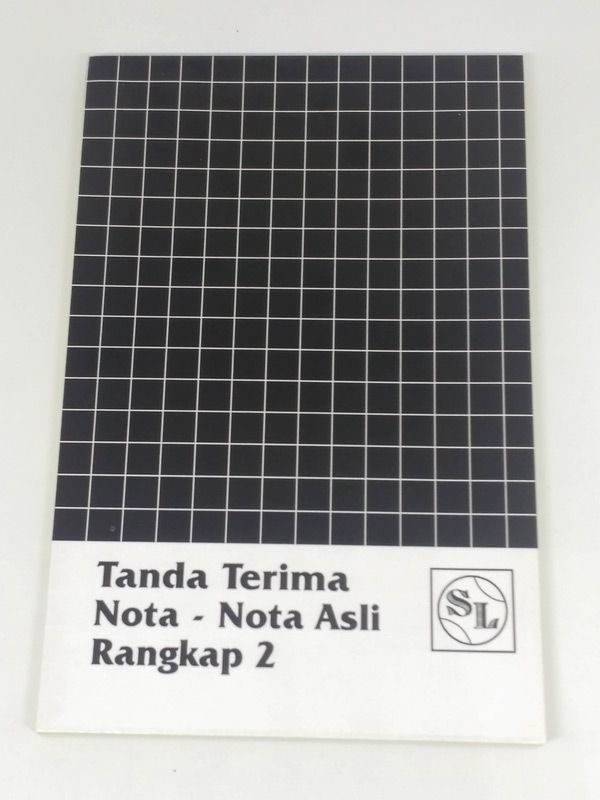 Tanda Terima
Nota - Nota Asli
Rangkap 2
SL